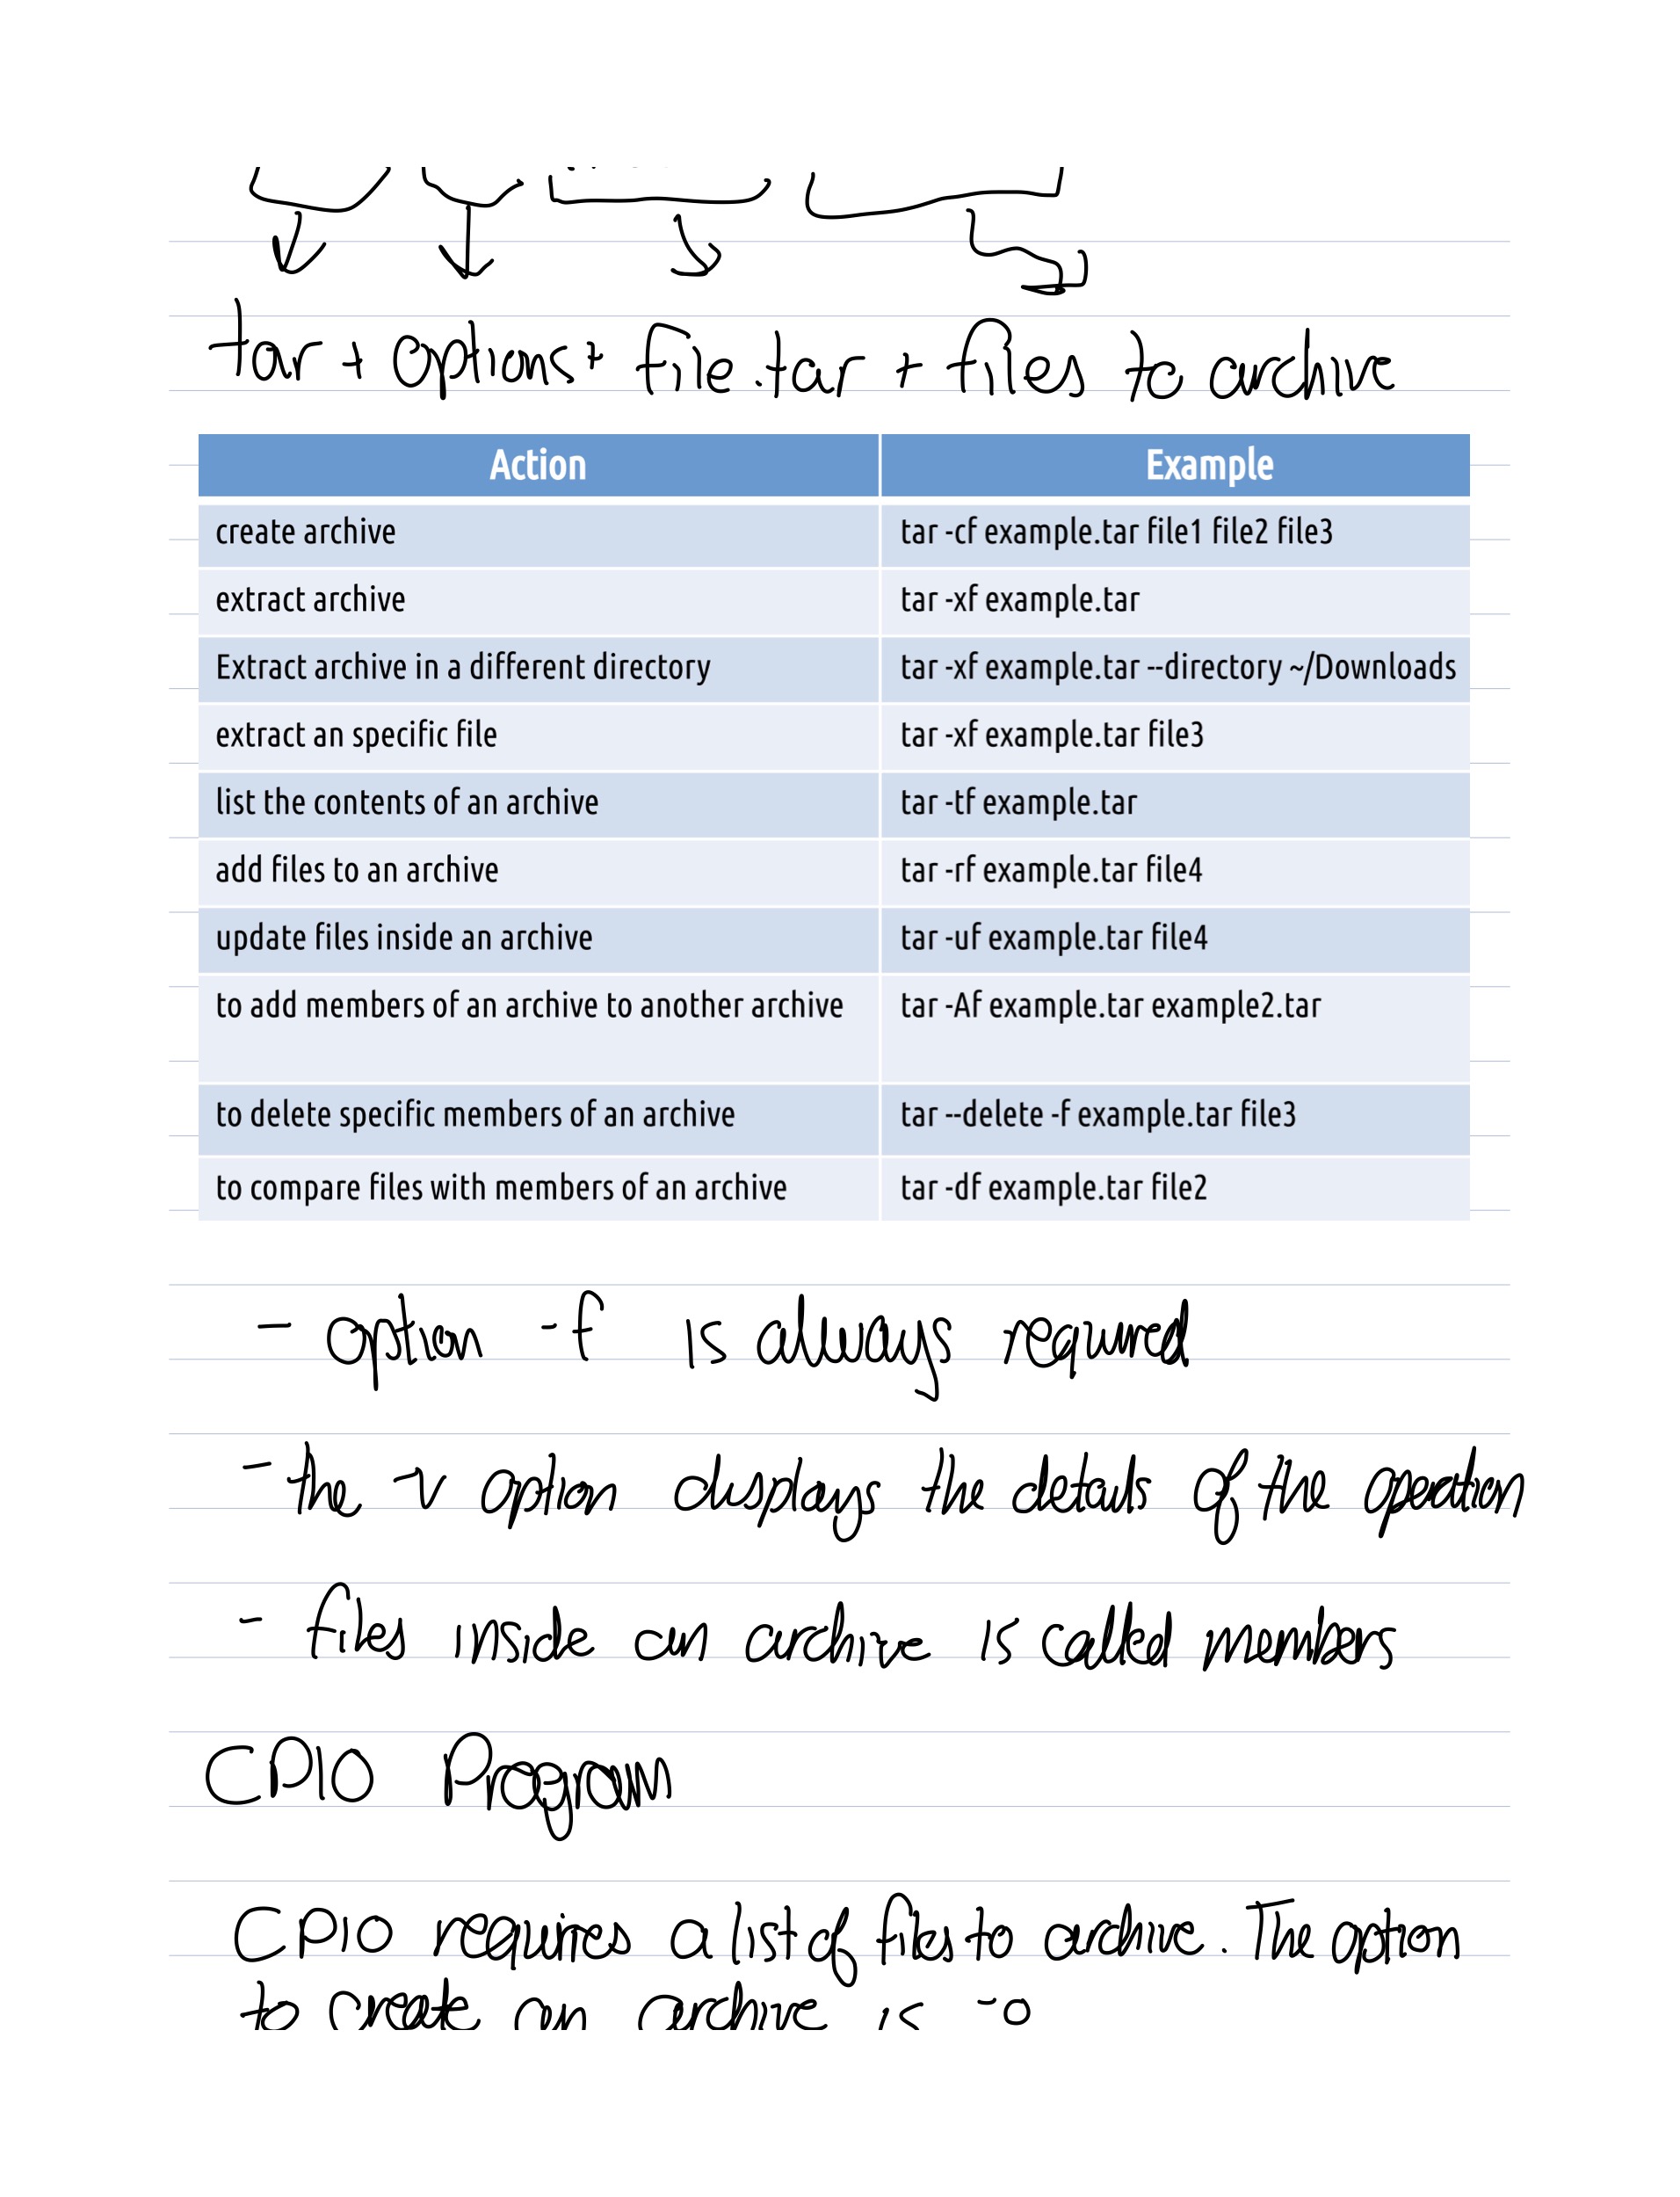 tar + options + file.tar + files to archive
Action Example
create archive tar -cf example.tar file1 file2 file3
extract archive tar -xf example.tar
Extract archive in a different directory tar -xf example.tar --directory ~/Downloads
extract an specific file tar -xf example.tar file3
list the contents of an archive tar -tf example.tar
add files to an archive tar -rf example.tar file4
update files inside an archive tar -uf example.tar file4
to add members of an archive to another archive tar -Af example.tar example2.tar
to delete specific members of an archive tar --delete -f example.tar file3
to compare files with members of an archive tar -df example.tar file2
- option -f is always required
- the -v option displays the details of the operation
- files inside an archive is called members
CPIO Program
CPIO requires a list of files to archive. The option
to create an archive is -o